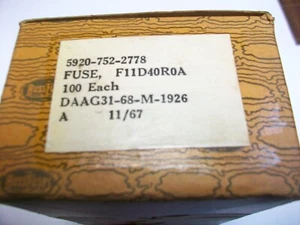 5920-752-2778
FUSE, F11D40R0A
100 Each
DAAG31-68-M-1926
A 11/67